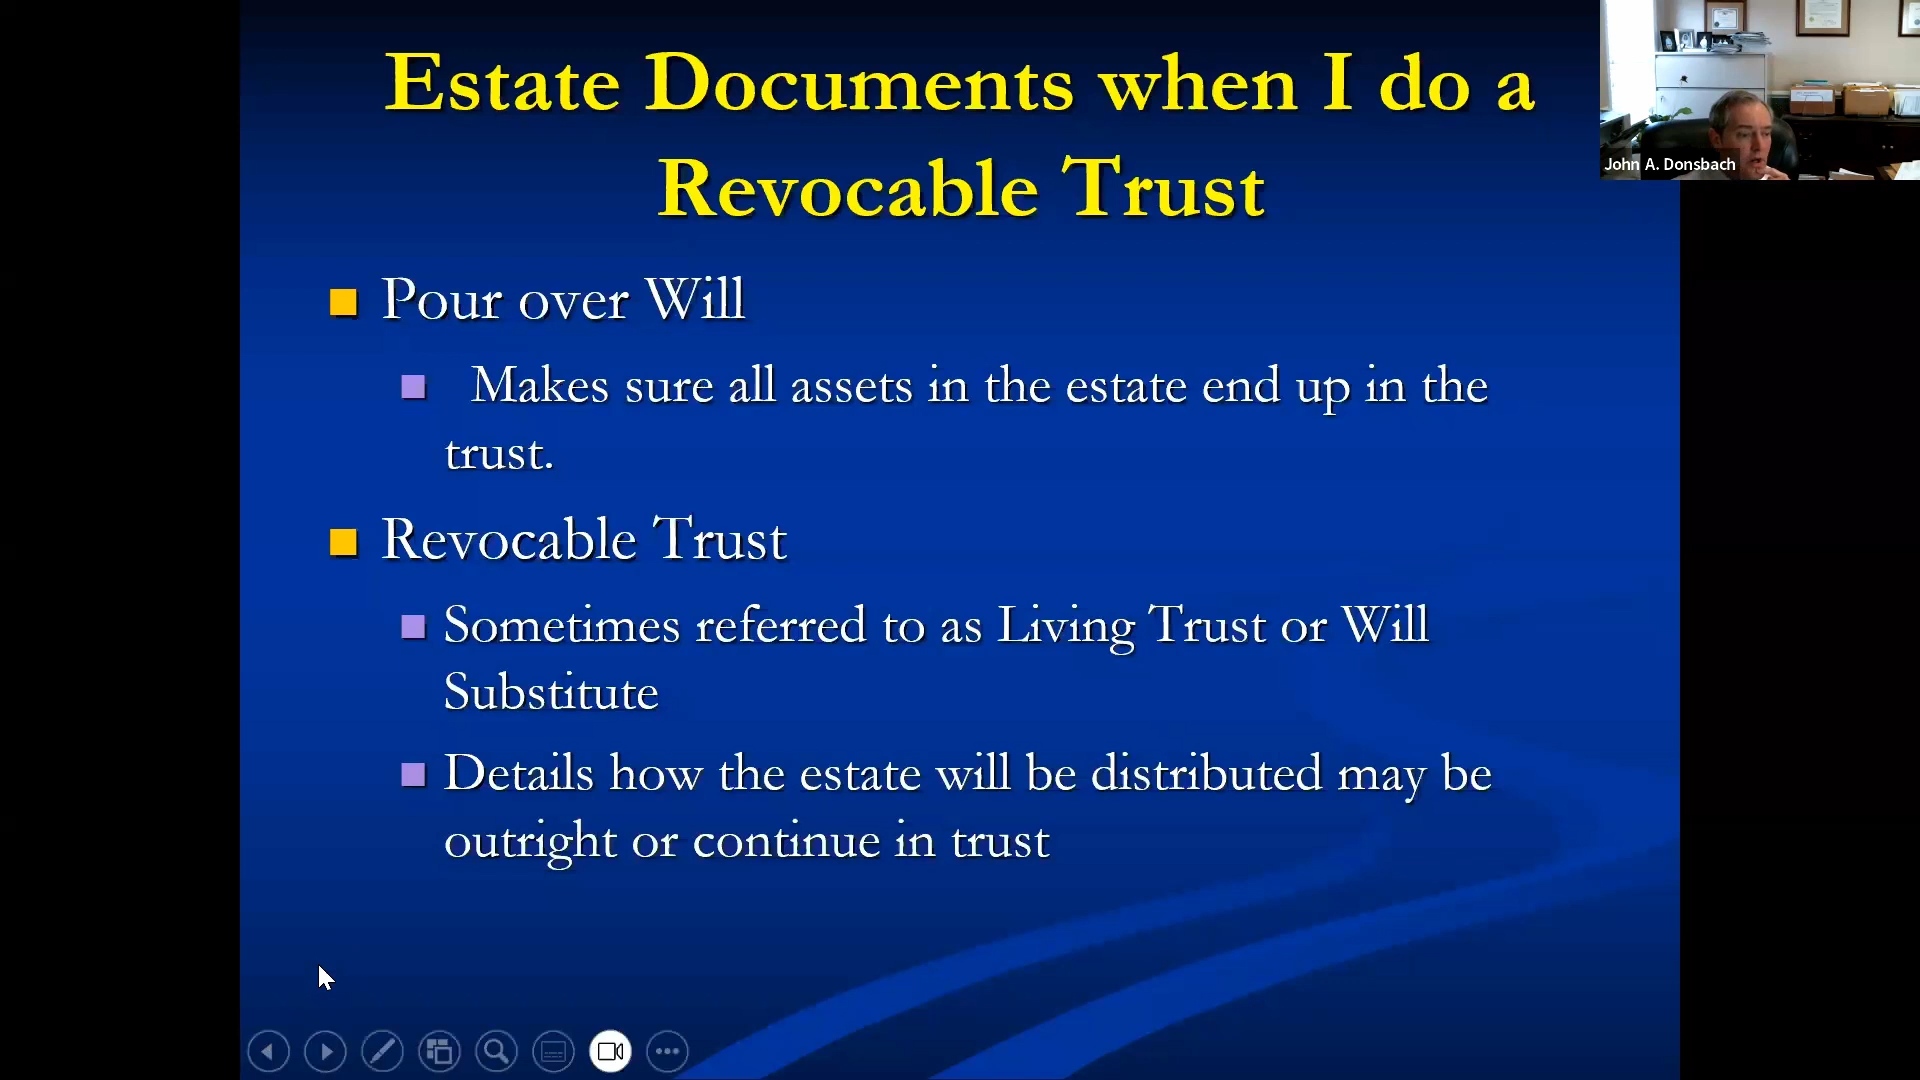 Estate Documents when I do a
Revocable Trust
Pour over Will
Makes sure all assets in the estate end up in the
trust.
Revocable Trust
Sometimes referred to as Living Trust or Will
Substitute
Details how the estate will be distributed may be
outright or continue in trust
John A. Donsbach